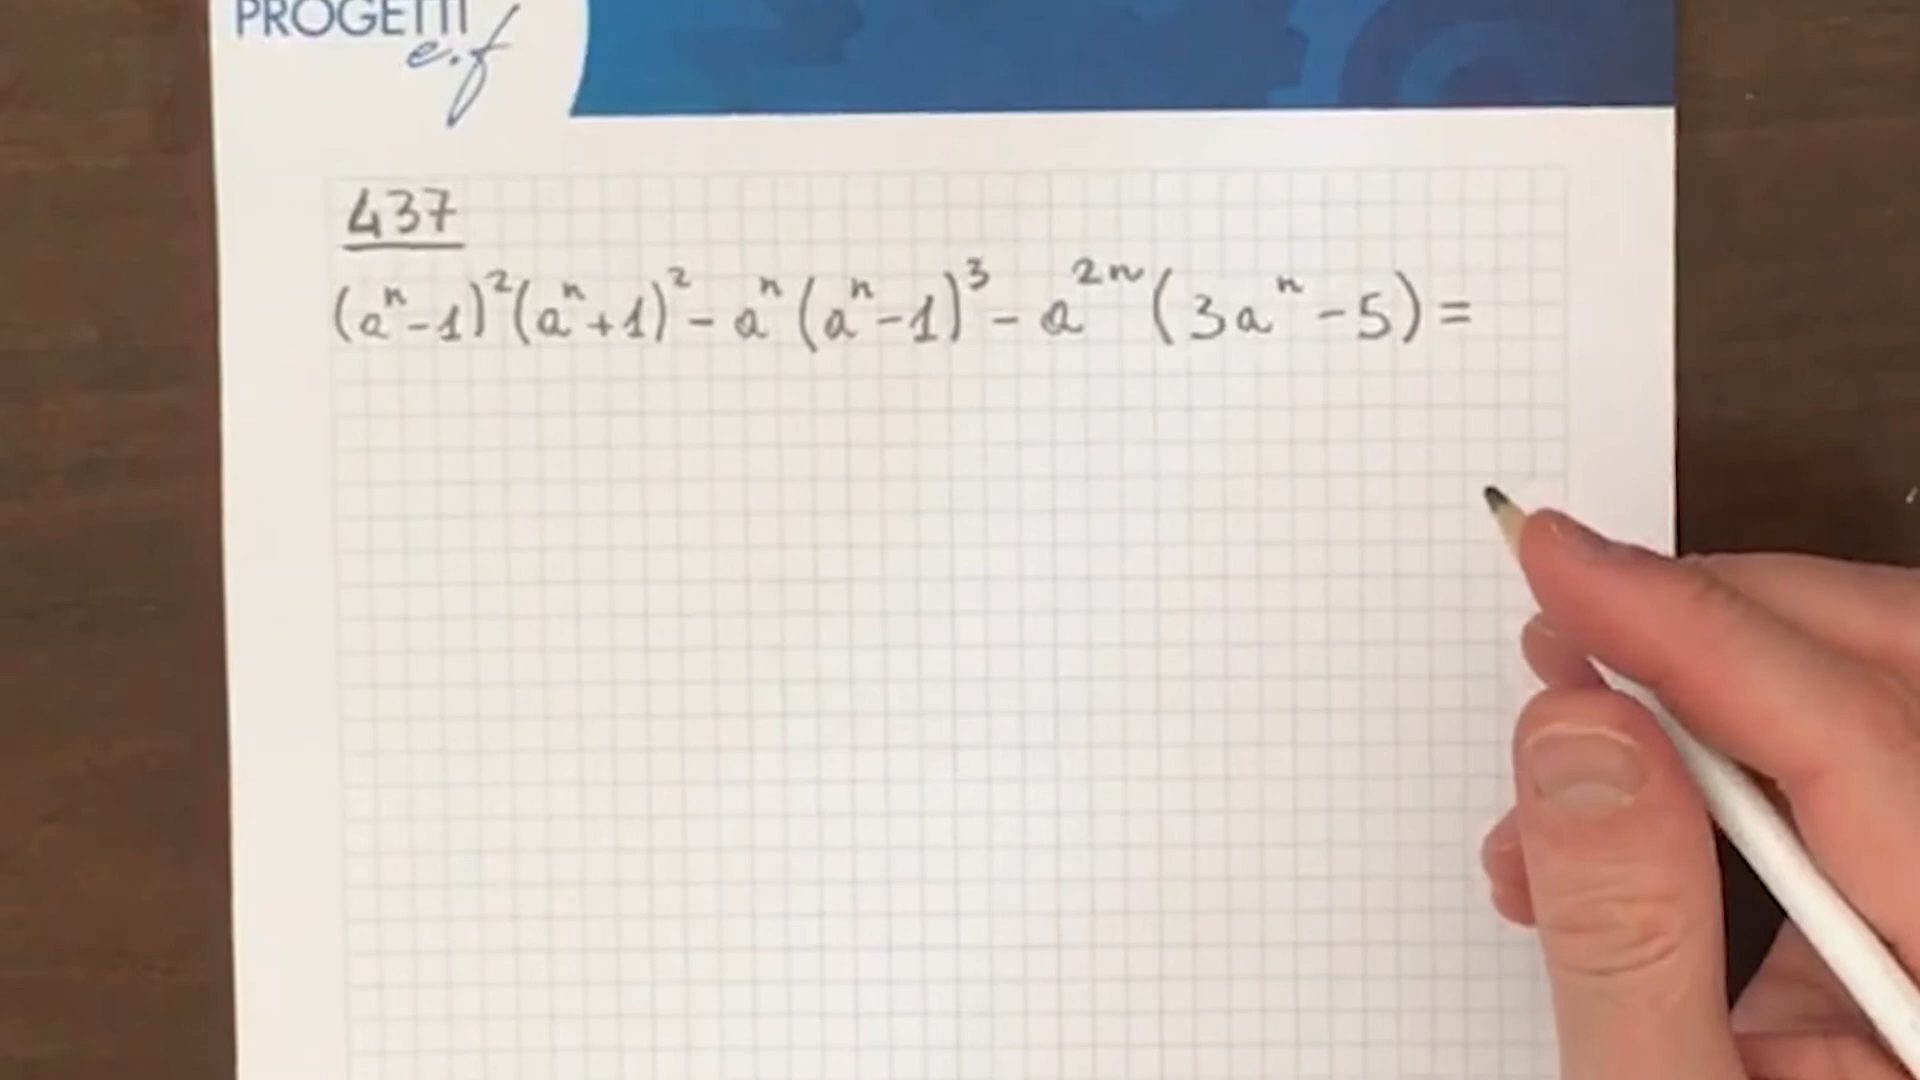 PROGETTI
e.f
437
(aⁿ-1)²(aⁿ+1)² - aⁿ(aⁿ-1)³ - a²ⁿ(3aⁿ-5) =